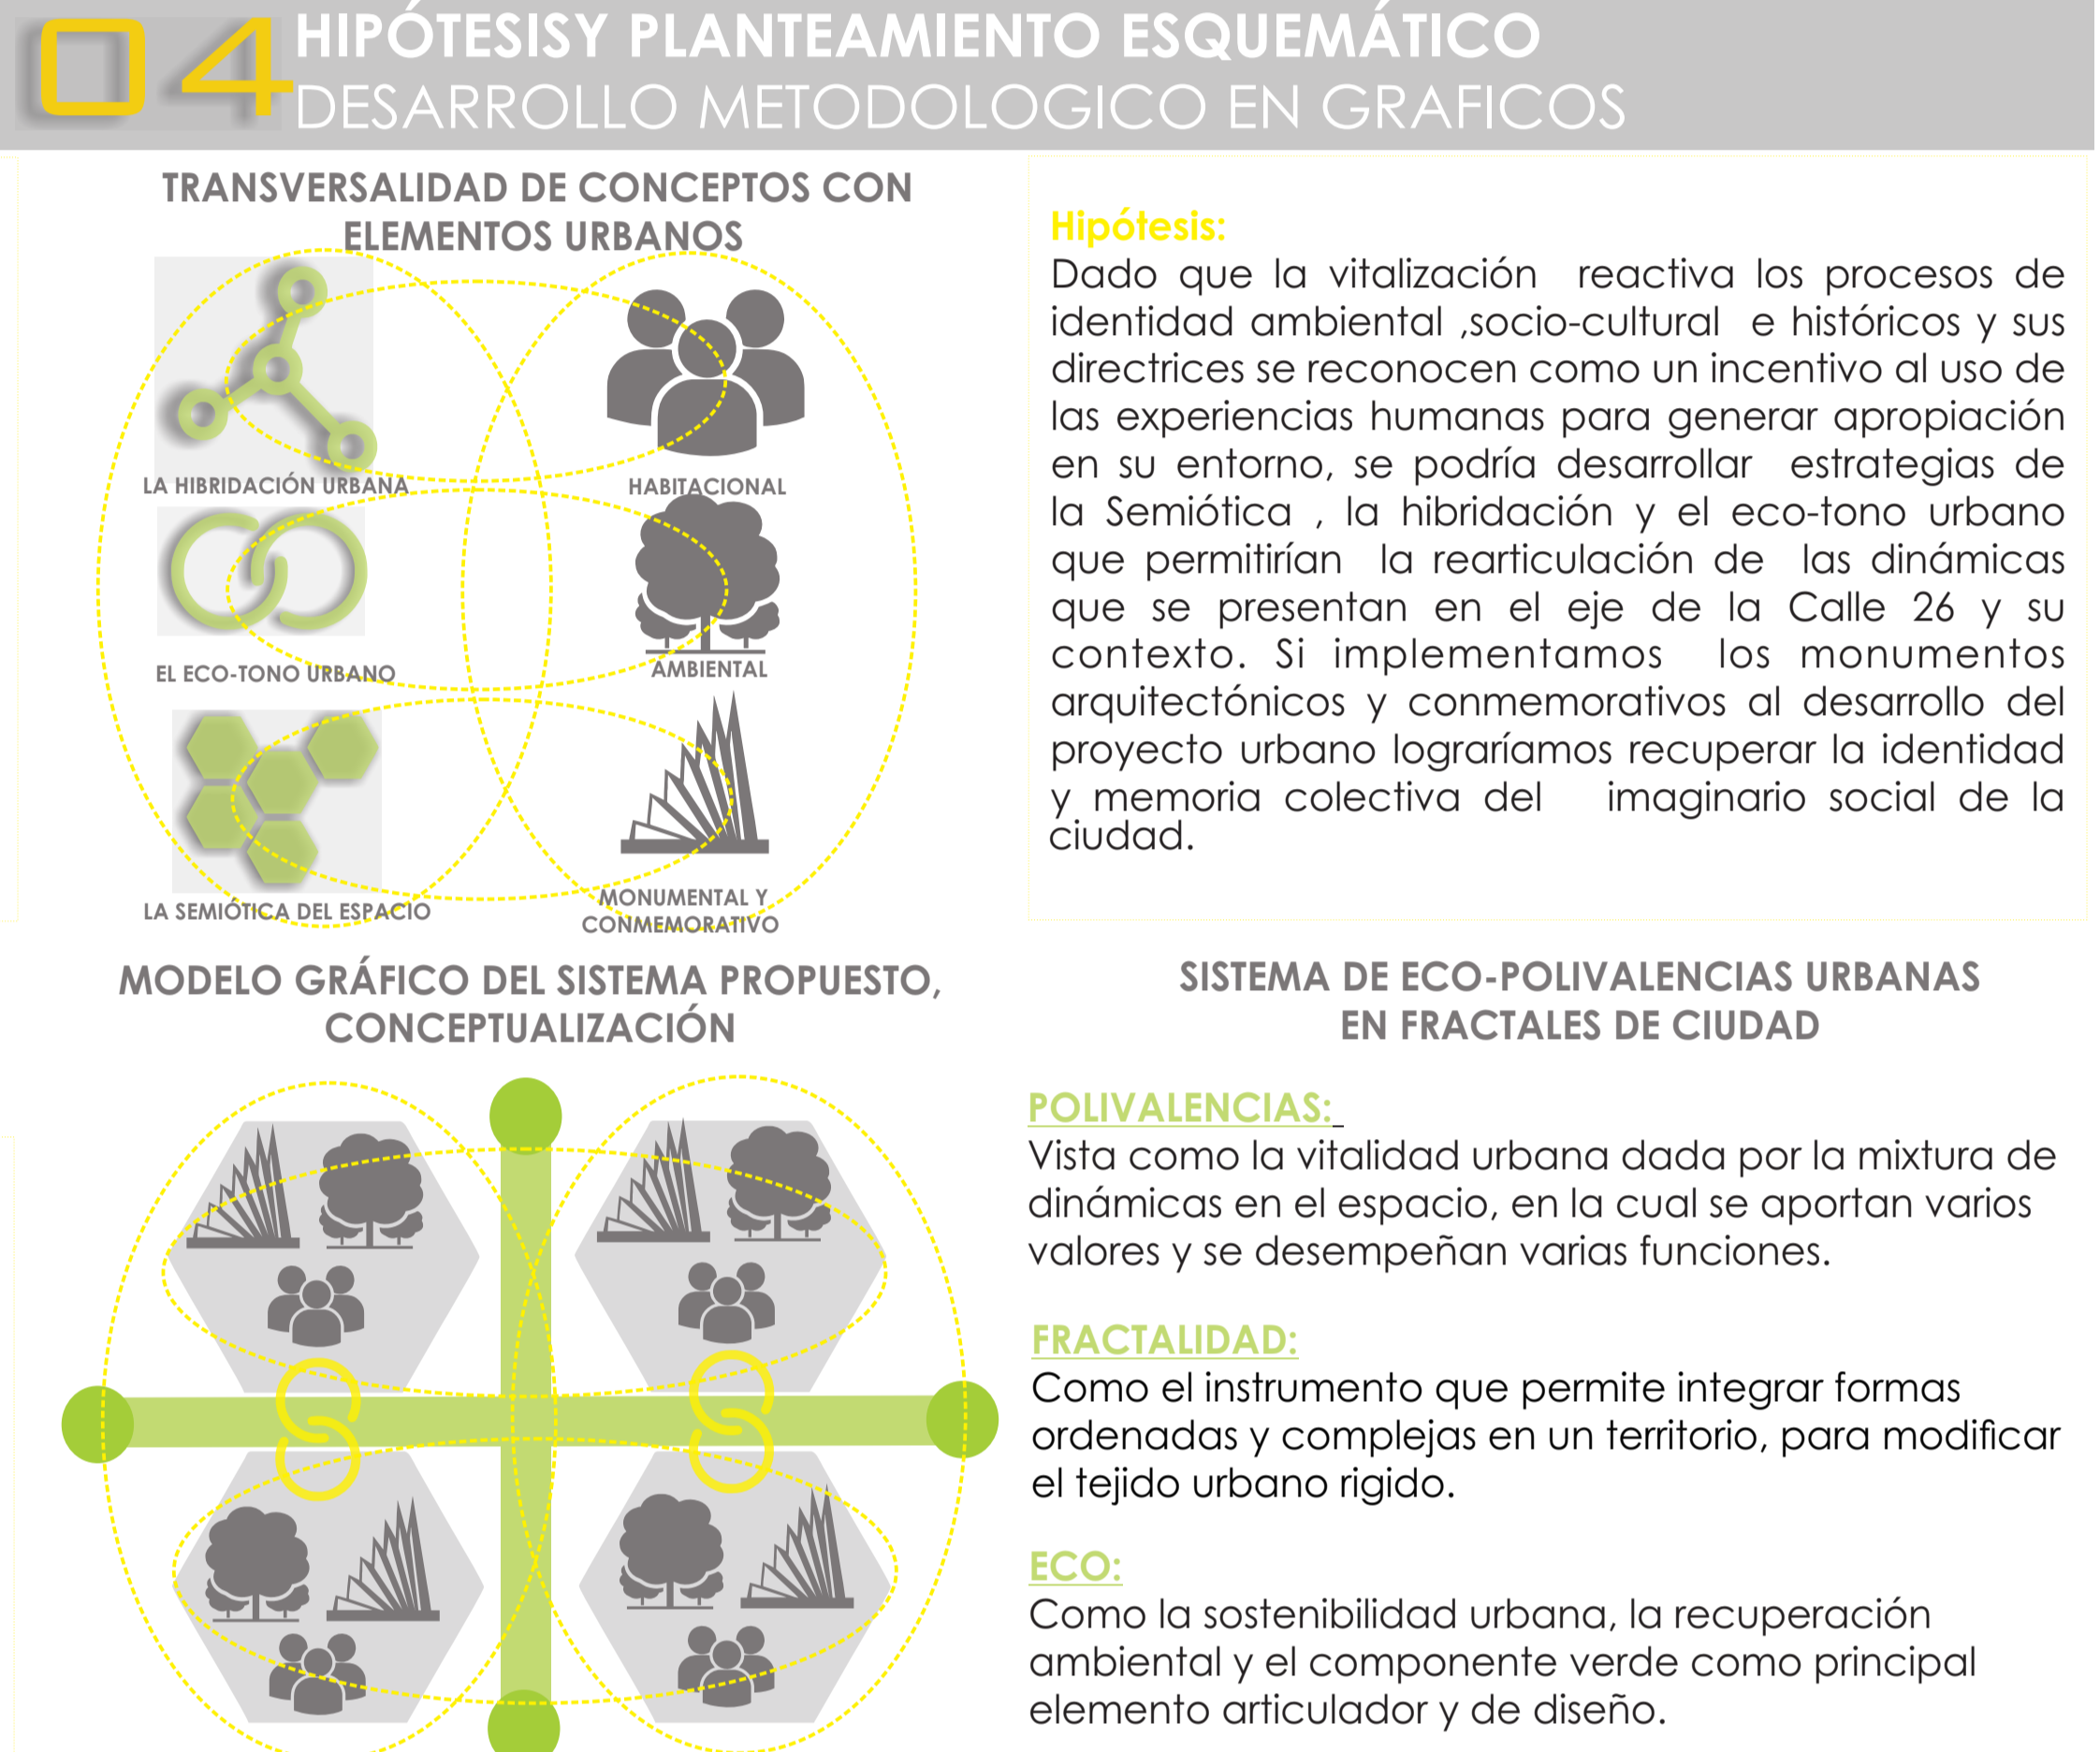 04
HIPÓTESISY PLANTEAMIENTO ESQUEMÁTICO
DESARROLLO METODOLOGICO EN GRAFICOS
TRANSVERSALIDAD DE CONCEPTOS CON
ELEMENTOS URBANOS
LA HIBRIDACIÓN URBANA
HABITACIONAL
EL ECO-TONO URBANO
AMBIENTAL
LA SEMIÓTICA DEL ESPACIO
MONUMENTAL Y
CONMEMORATIVO
Hipótesis:
Dado que la vitalización reactiva los procesos de
identidad ambiental ,socio-cultural e históricos y sus
directrices se reconocen como un incentivo al uso de
las experiencias humanas para generar apropiación
en su entorno, se podría desarrollar estrategias de
la Semiótica , la hibridación y el eco-tono urbano
que permitirían la rearticulación de las dinámicas
que se presentan en el eje de la Calle 26 y su
contexto. Si implementamos los monumentos
arquitectónicos y conmemorativos al desarrollo del
proyecto urbano lograríamos recuperar la identidad
y memoria colectiva del imaginario social de la
ciudad.
MODELO GRÁFICO DEL SISTEMA PROPUESTO,
CONCEPTUALIZACIÓN
SISTEMA DE ECO-POLIVALENCIAS URBANAS
EN FRACTALES DE CIUDAD
POLIVALENCIAS:
Vista como la vitalidad urbana dada por la mixtura de
dinámicas en el espacio, en la cual se aportan varios
valores y se desempeñan varias funciones.
FRACTALIDAD:
Como el instrumento que permite integrar formas
ordenadas y complejas en un territorio, para modificar
el tejido urbano rigido.
ECO:
Como la sostenibilidad urbana, la recuperación
ambiental y el componente verde como principal
elemento articulador y de diseño.